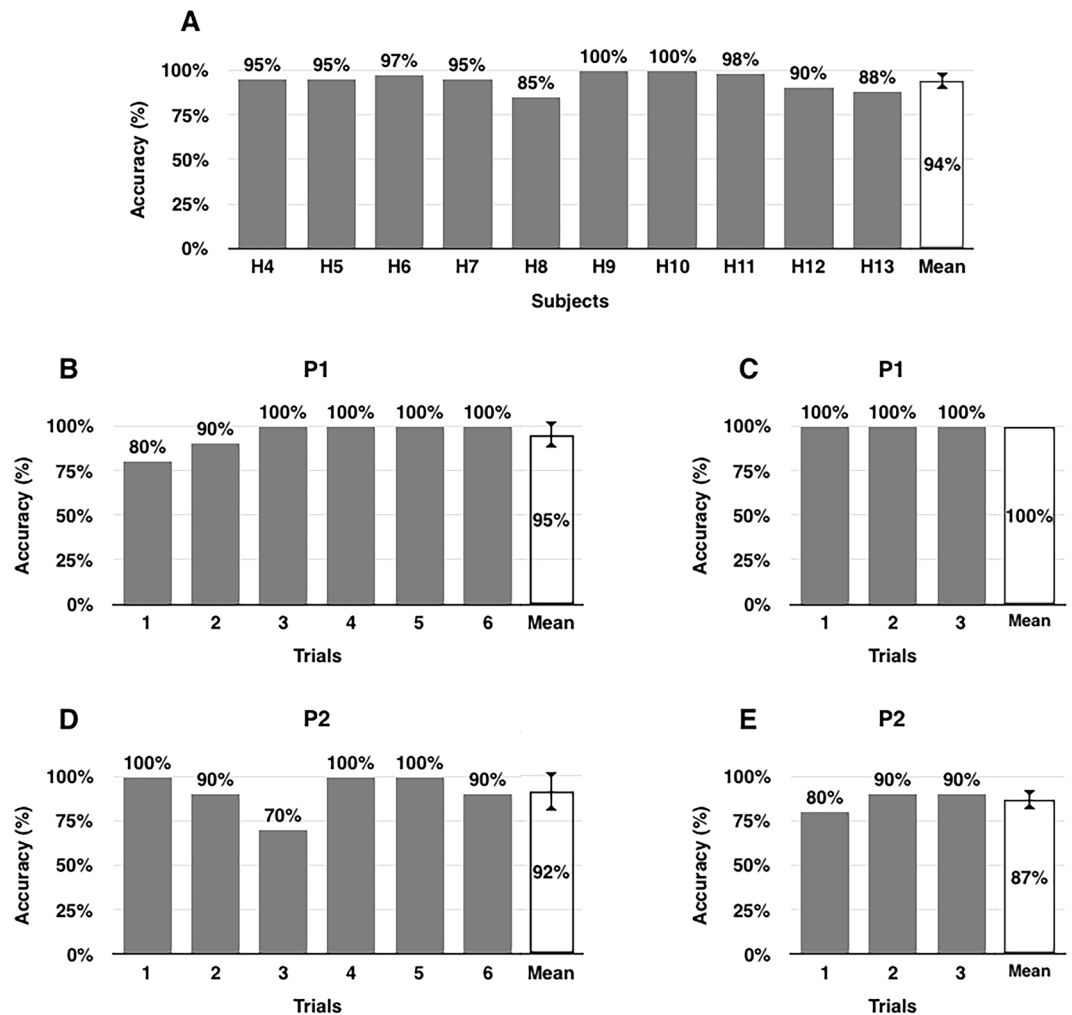 A
95% 95% 97% 95% 85% 100% 100% 98% 90% 88%
100%
75%
50%
25%
0%
Accuracy (%)
94%
H4 H5 H6 H7 H8 H9 H10 H11 H12 H13 Mean
Subjects
B P1
80% 90% 100% 100% 100% 100%
100%
75%
50%
25%
0%
Accuracy (%)
95%
1 2 3 4 5 6 Mean
Trials
C P1
100% 100% 100%
100%
75%
50%
25%
0%
Accuracy (%)
100%
1 2 3 Mean
Trials
D P2
100% 90% 70% 100% 100% 90%
100%
75%
50%
25%
0%
Accuracy (%)
92%
1 2 3 4 5 6 Mean
Trials
E P2
80% 90% 90%
100%
75%
50%
25%
0%
Accuracy (%)
87%
1 2 3 Mean
Trials